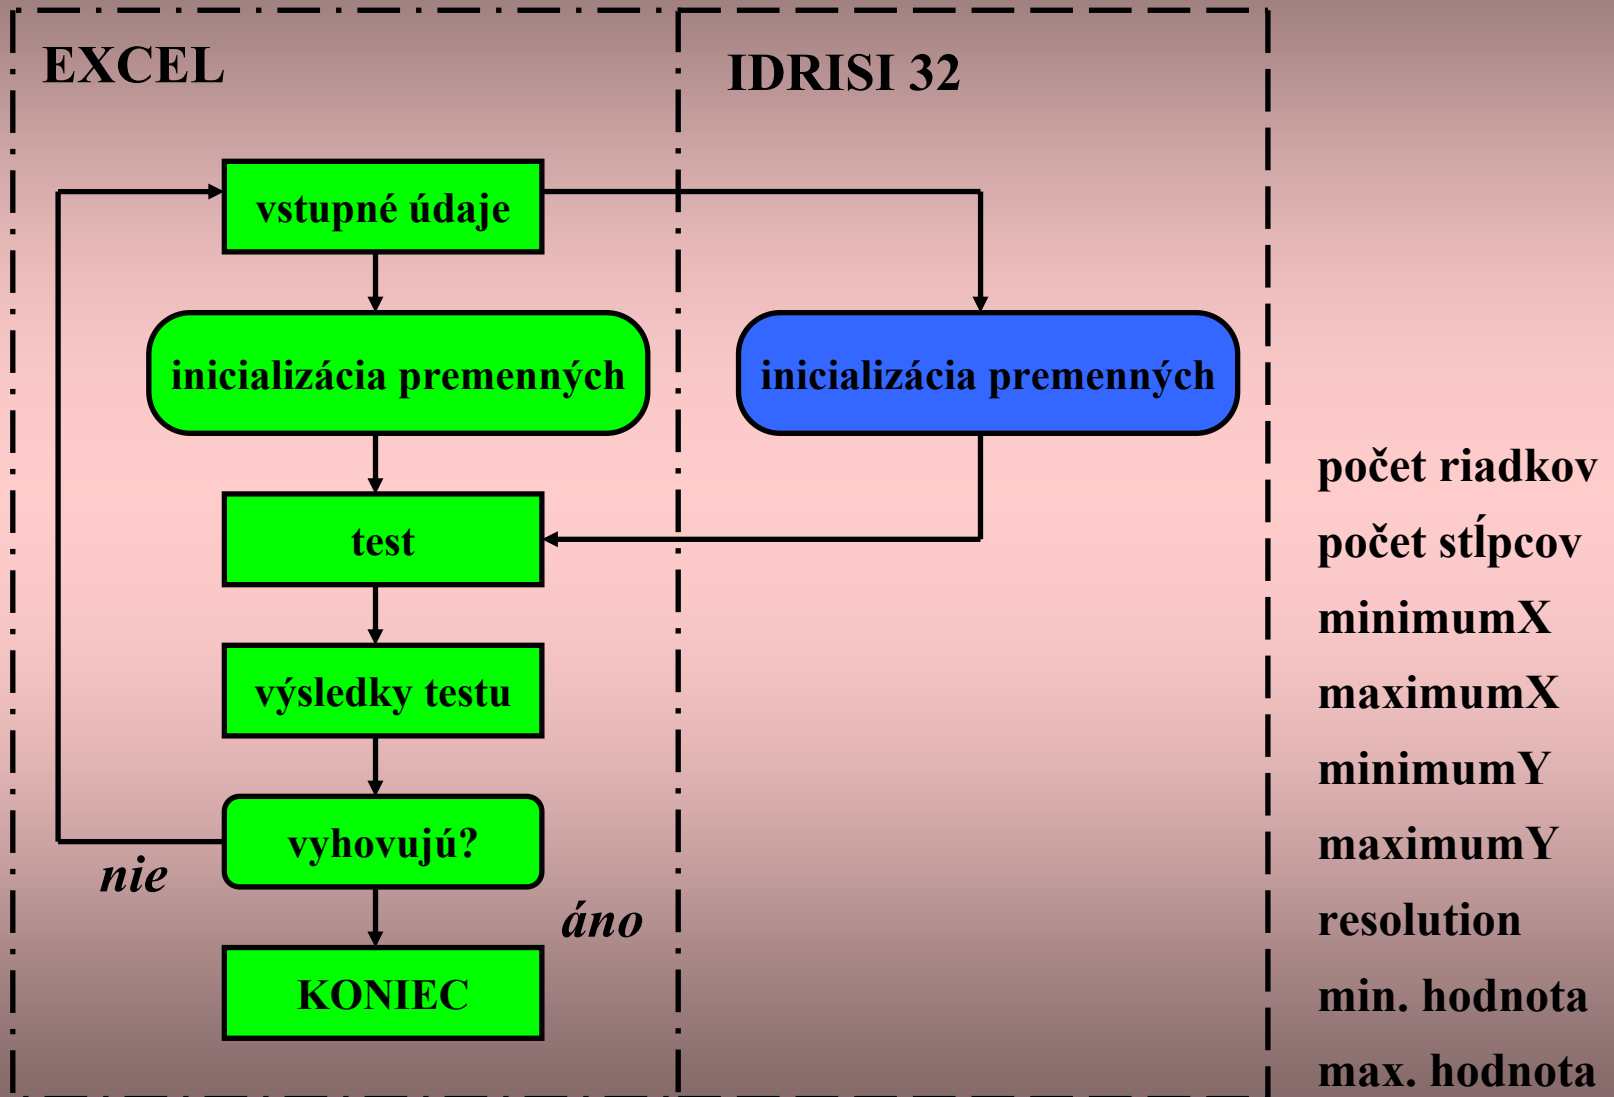 EXCEL
IDRISI 32
vstupné údaje
inicializácia premenných
inicializácia premenných
test
výsledky testu
vyhovujú?
nie
áno
KONIEC
počet riadkov
počet stĺpcov
minimumX
maximumX
minimumY
maximumY
resolution
min. hodnota
max. hodnota